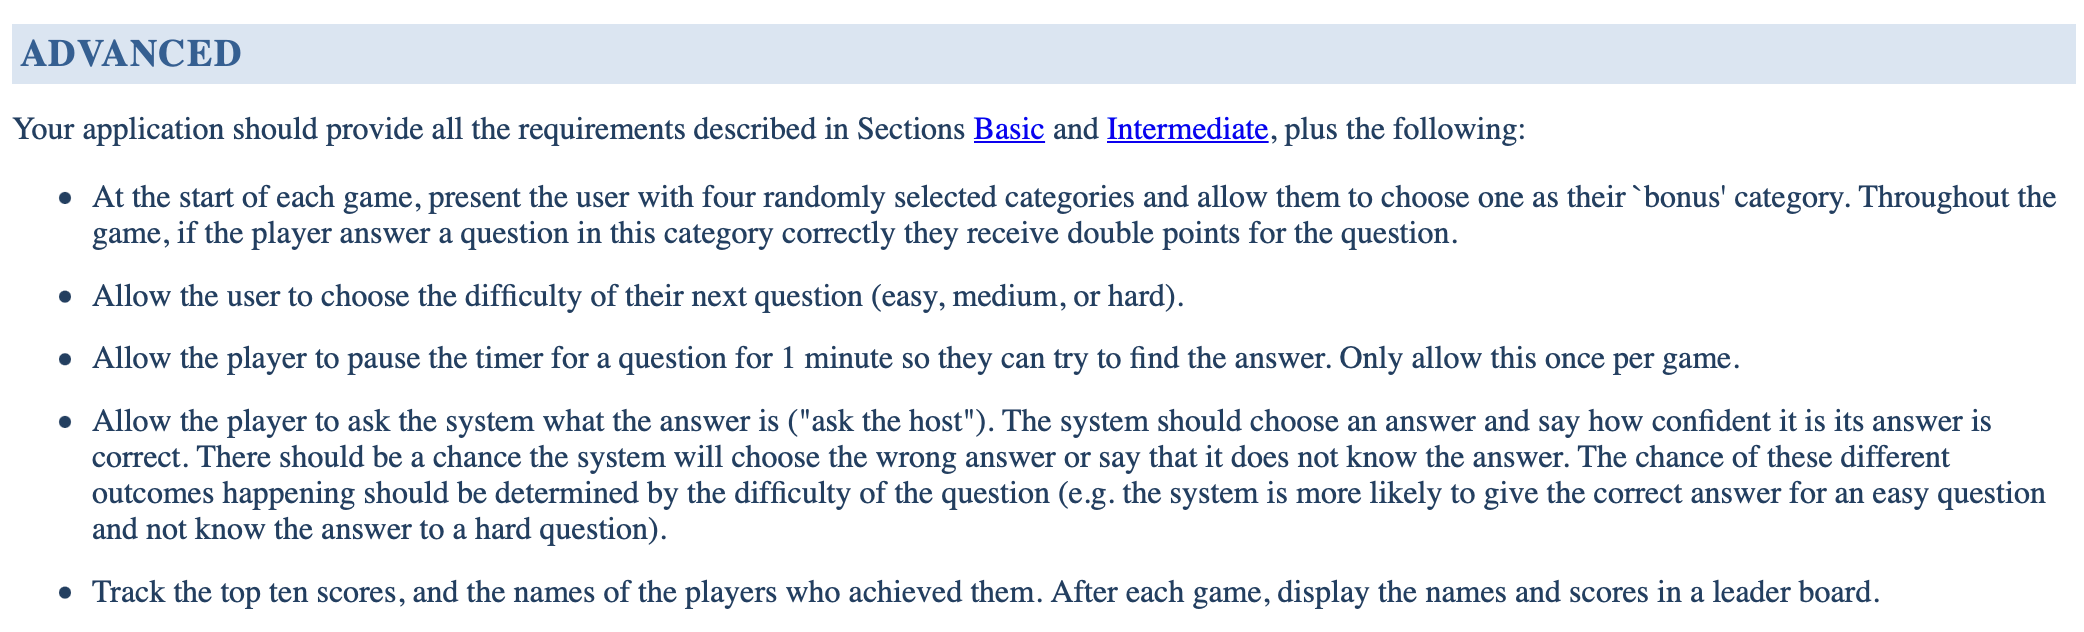 ADVANCED
Your application should provide all the requirements described in Sections Basic and Intermediate, plus the following:
• At the start of each game, present the user with four randomly selected categories and allow them to choose one as their `bonus' category. Throughout the
game, if the player answer a question in this category correctly they receive double points for the question.
• Allow the user to choose the difficulty of their next question (easy, medium, or hard).
• Allow the player to pause the timer for a question for 1 minute so they can try to find the answer. Only allow this once per game.
• Allow the player to ask the system what the answer is ("ask the host"). The system should choose an answer and say how confident it is its answer is
correct. There should be a chance the system will choose the wrong answer or say that it does not know the answer. The chance of these different
outcomes happening should be determined by the difficulty of the question (e.g. the system is more likely to give the correct answer for an easy question
and not know the answer to a hard question).
• Track the top ten scores, and the names of the players who achieved them. After each game, display the names and scores in a leader board.